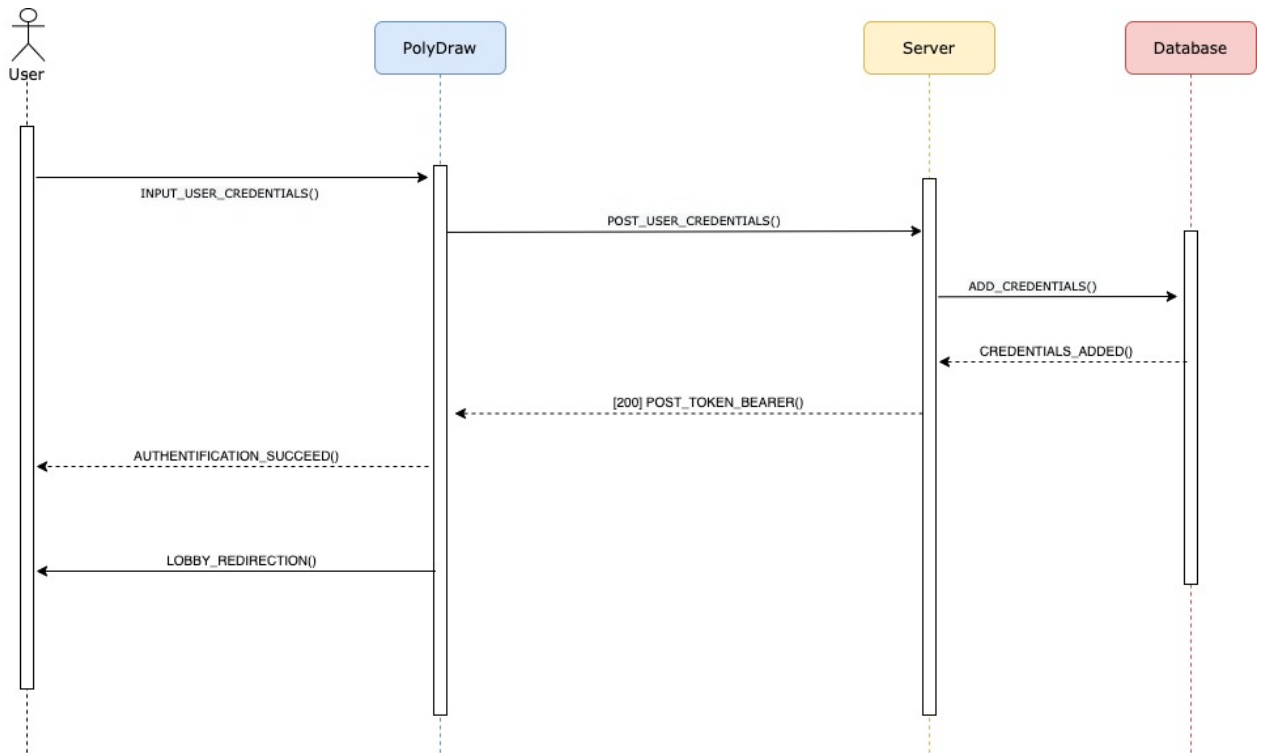 User
PolyDraw
Server
Database
INPUT_USER_CREDENTIALS()
POST_USER_CREDENTIALS()
ADD_CREDENTIALS()
CREDENTIALS_ADDED()
[200] POST_TOKEN_BEARER()
AUTHENTIFICATION_SUCCEED()
LOBBY_REDIRECTION()